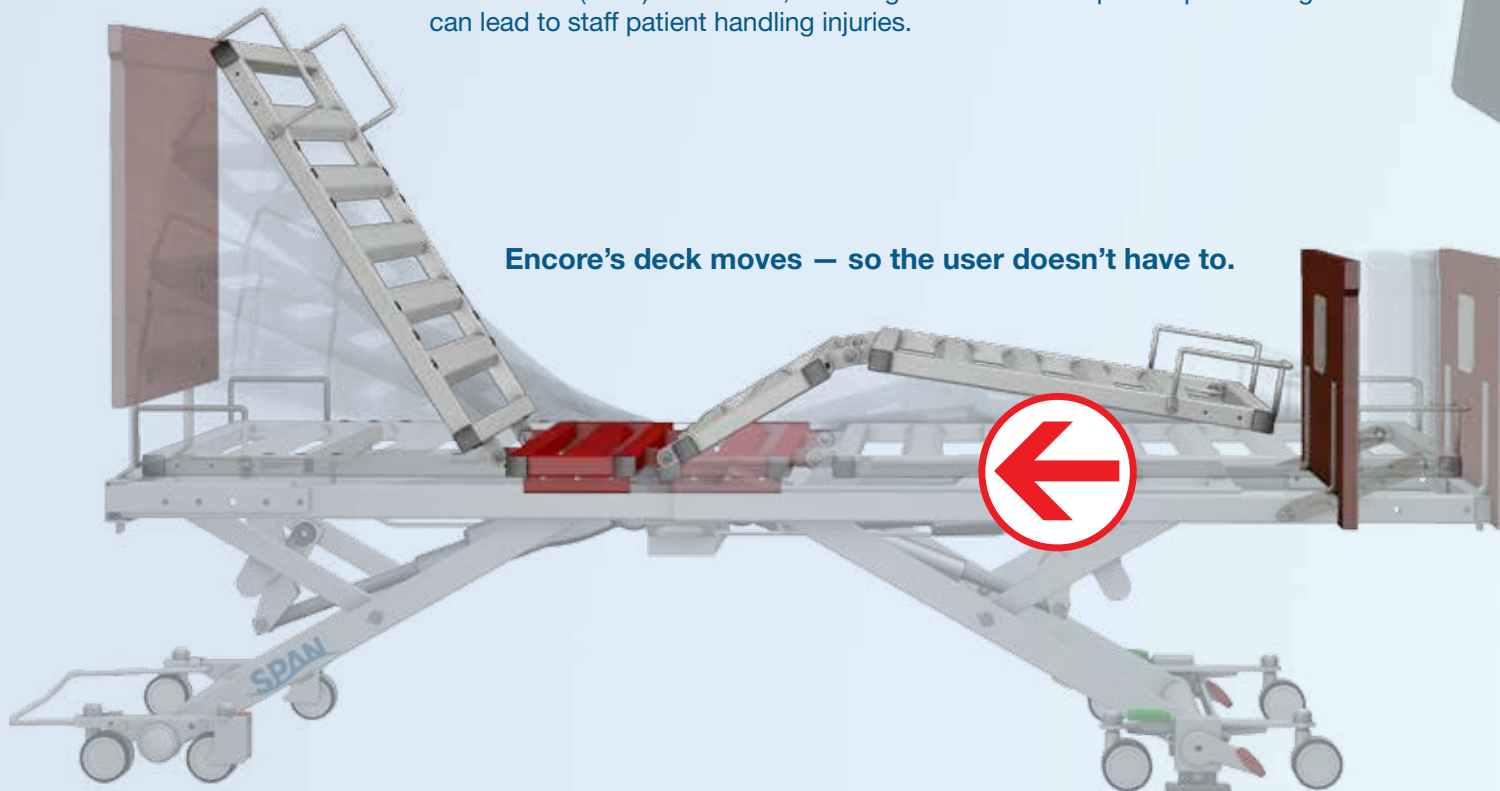 can lead to staff patient handling injuries.
Encore’s deck moves — so the user doesn’t have to.
SPAN